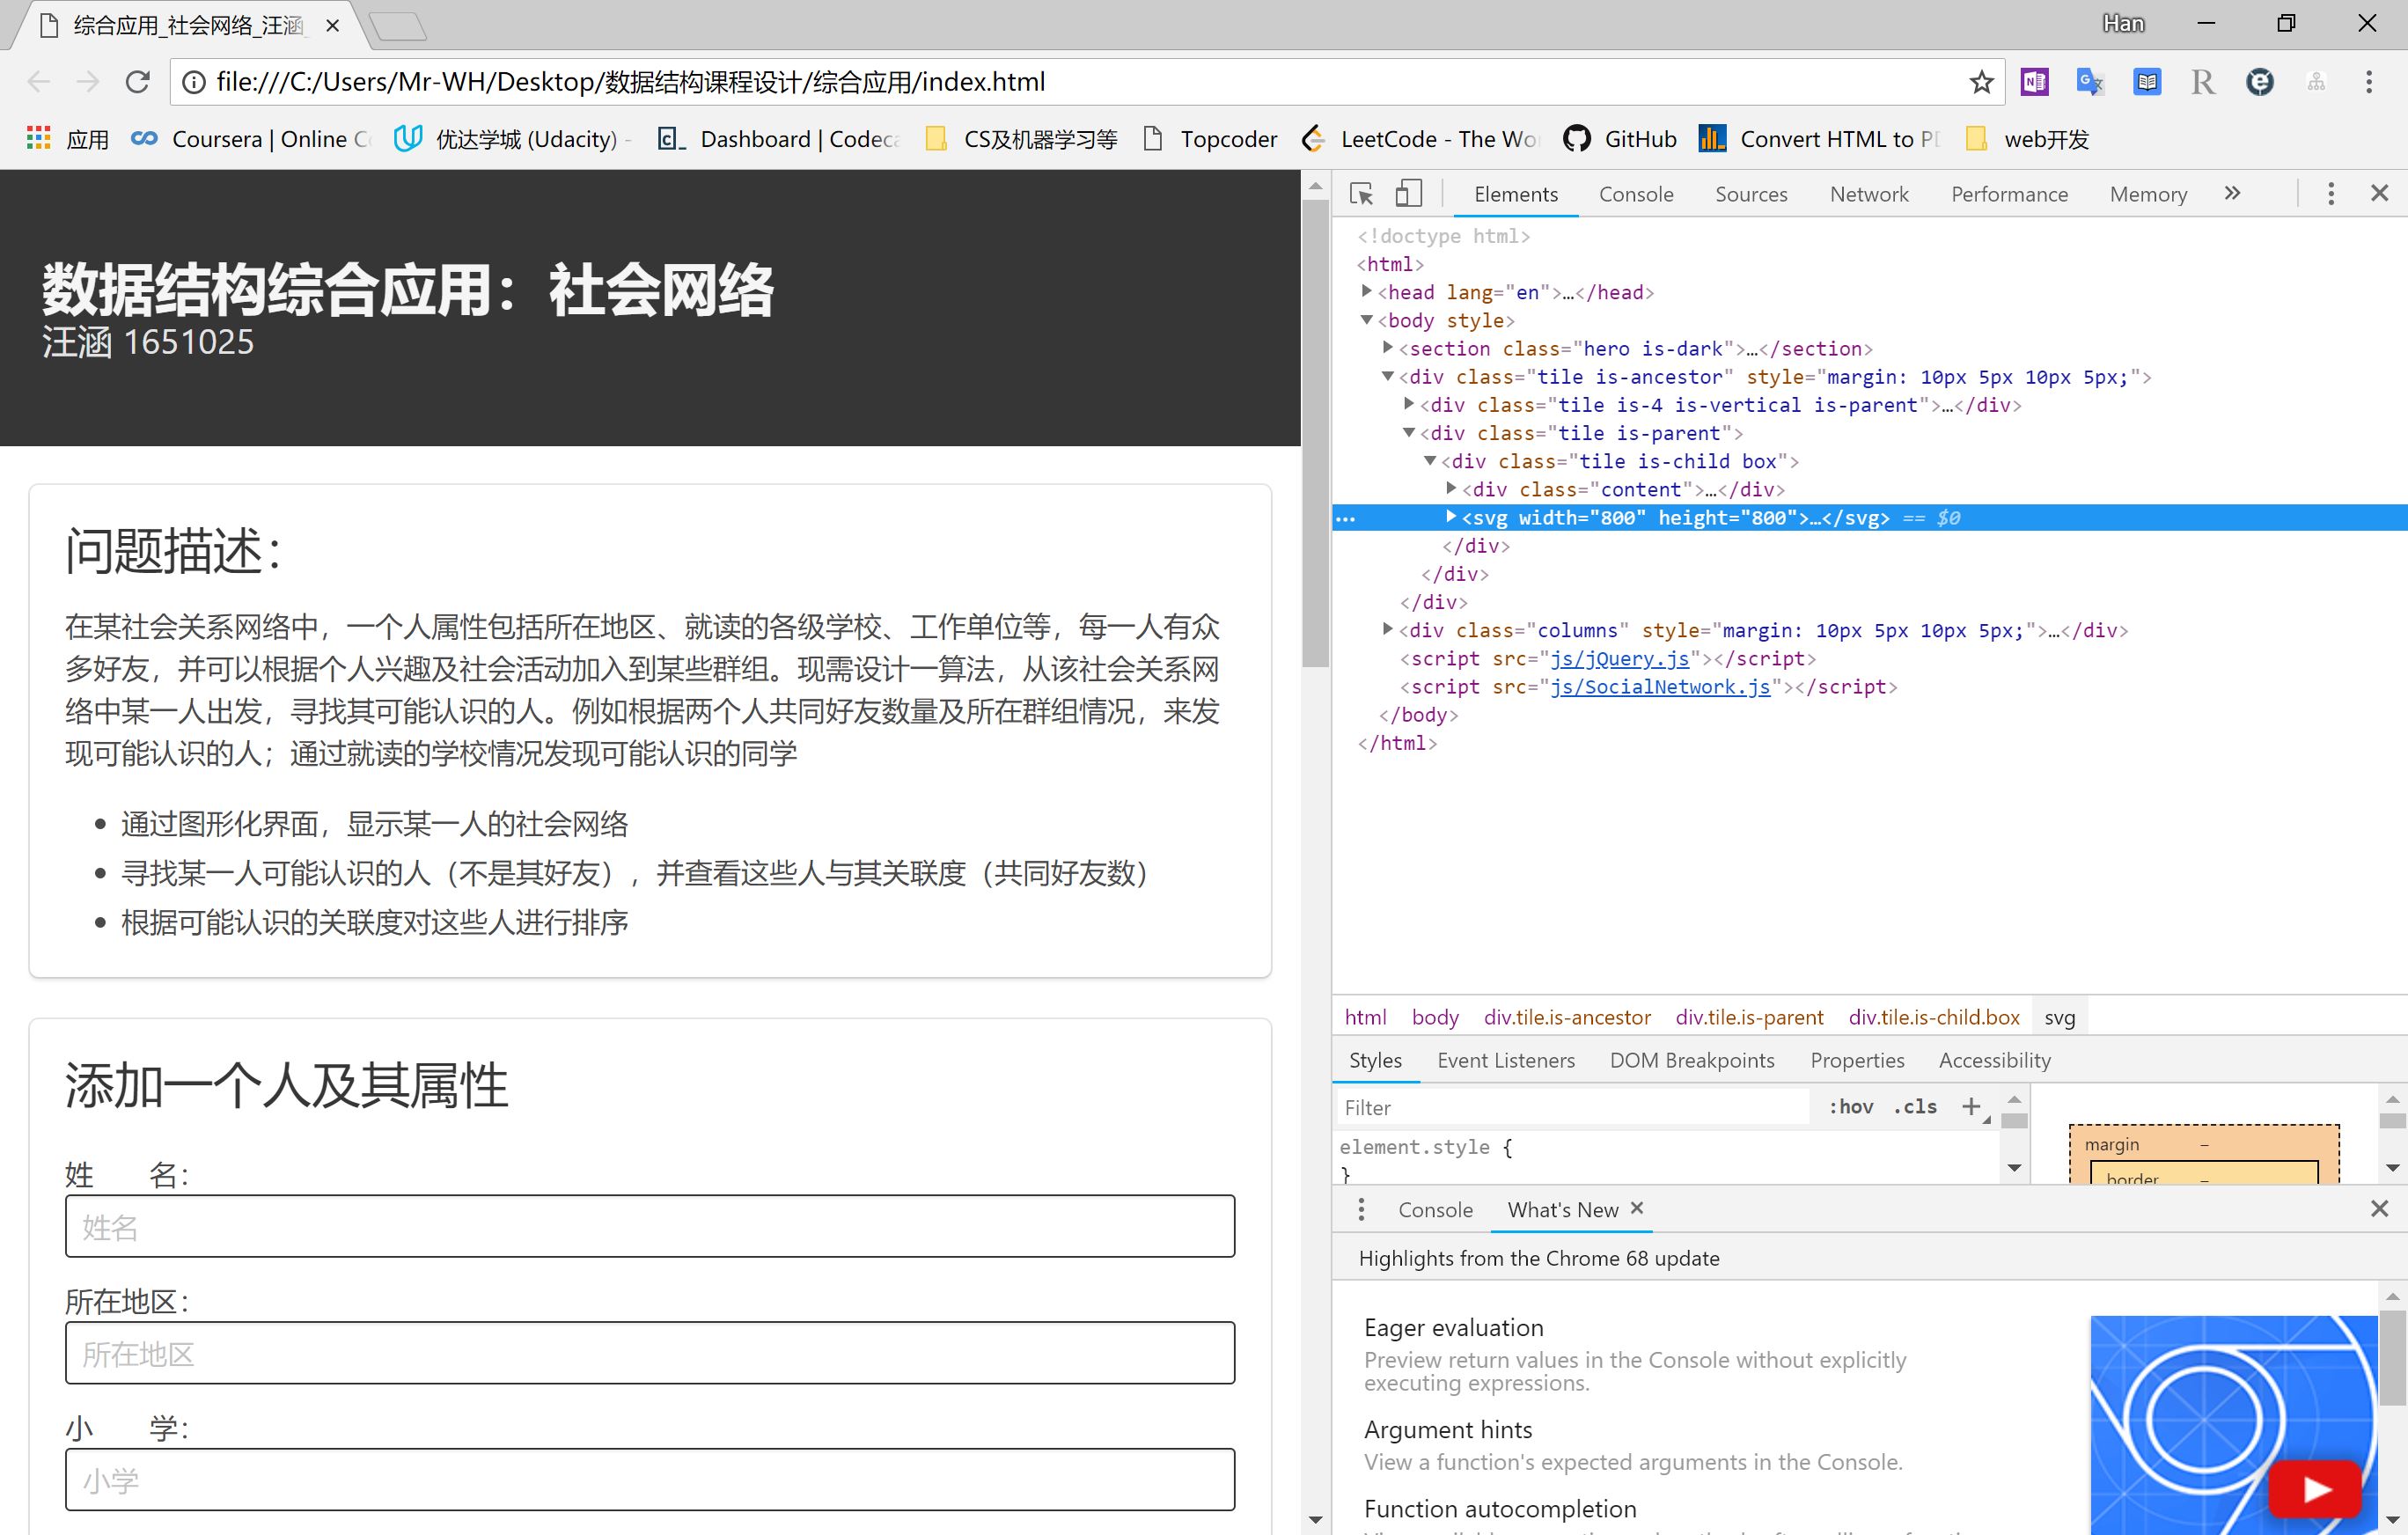 综合应用_社会网络_汪涵_
Han
file:///C:/Users/Mr-WH/Desktop/数据结构课程设计/综合应用/index.html
应用 Coursera | Online C 优达学城 (Udacity) - Dashboard | Codeca CS及机器学习等 Topcoder LeetCode - The Wo GitHub Convert HTML to PD web开发
数据结构综合应用：社会网络
汪涵 1651025
问题描述：
在某社会关系网络中，一个人属性包括所在地区、就读的各级学校、工作单位等，每一人有众
多好友，并可以根据个人兴趣及社会活动加入到某些群组。现需设计一算法，从该社会关系网
络中某一人出发，寻找其可能认识的人。例如根据两个人共同好友数量及所在群组情况，来发
现可能认识的人；通过就读的学校情况发现可能认识的同学
• 通过图形化界面，显示某一人的社会网络
• 寻找某一人可能认识的人（不是其好友），并查看这些人与其关联度（共同好友数）
• 根据可能认识的关联度对这些人进行排序
添加一个人及其属性
姓　　名：
姓名
所在地区：
所在地区
小　　学：
小学
Elements Console Sources Network Performance Memory »
<!doctype html>
<html>
<head lang="en">…</head>
<body style>
<section class="hero is-dark">…</section>
<div class="tile is-ancestor" style="margin: 10px 5px 10px 5px;">
<div class="tile is-4 is-vertical is-parent">…</div>
<div class="tile is-parent">
<div class="tile is-child box">
<div class="content">…</div>
… <svg width="800" height="800">…</svg> == $0
</div>
</div>
</div>
<div class="columns" style="margin: 10px 5px 10px 5px;">…</div>
<script src="js/jQuery.js"></script>
<script src="js/SocialNetwork.js"></script>
</body>
</html>
html body div.tile.is-ancestor div.tile.is-parent div.tile.is-child.box svg
Styles Event Listeners DOM Breakpoints Properties Accessibility
Filter :hov .cls +
element.style {
}
margin –
border –
Console What's New ×
Highlights from the Chrome 68 update
Eager evaluation
Preview return values in the Console without explicitly
executing expressions.
Argument hints
View a function's expected arguments in the Console.
Function autocompletion